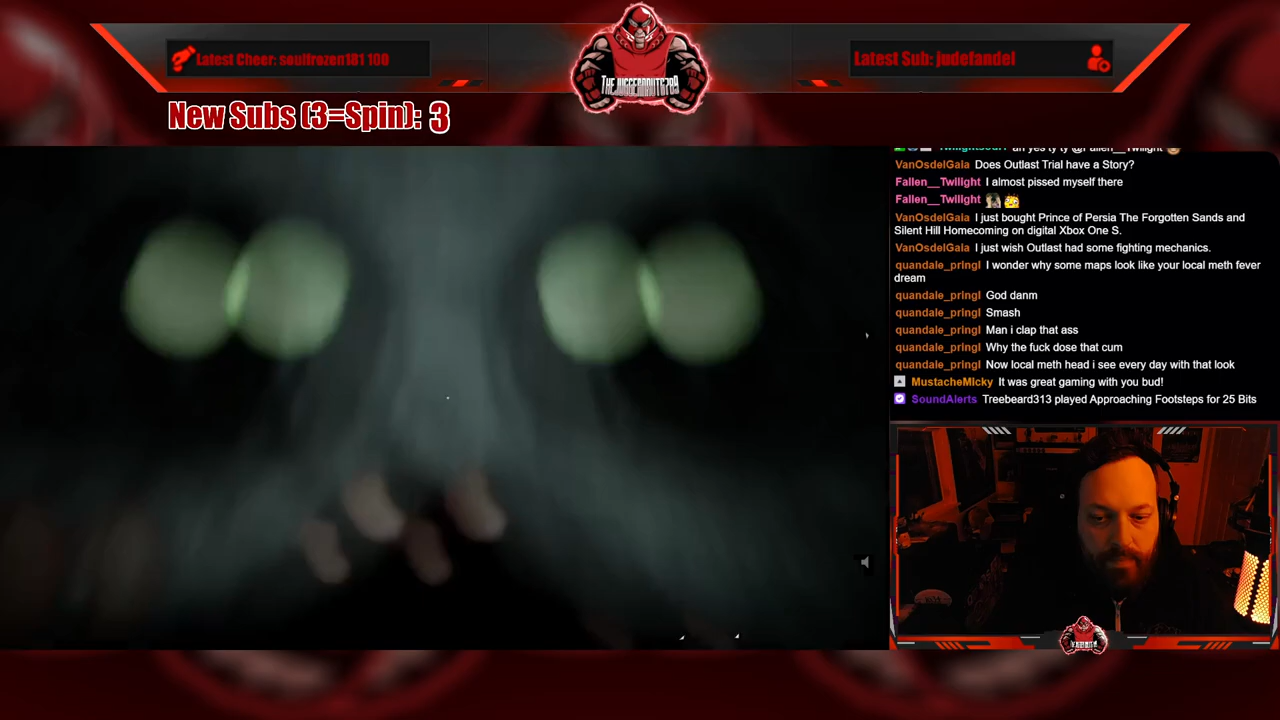 Latest Cheer: soulfrozen181 100
THEJUGGERNAUT6789
Latest Sub: judefandel
New Subs (3=Spin): 3
VanOsdelGaia Does Outlast Trial have a Story?
Fallen__Twilight I almost pissed myself there
Fallen__Twilight
VanOsdelGaia I just bought Prince of Persia The Forgotten Sands and
Silent Hill Homecoming on digital Xbox One S.
VanOsdelGaia I just wish Outlast had some fighting mechanics.
quandale_pringl I wonder why some maps look like your local meth fever
dream
quandale_pringl God danm
quandale_pringl Smash
quandale_pringl Man i clap that ass
quandale_pringl Why the fuck dose that cum
quandale_pringl Now local meth head i see every day with that look
MustacheMicky It was great gaming with you bud!
SoundAlerts Treebeard313 played Approaching Footsteps for 25 Bits